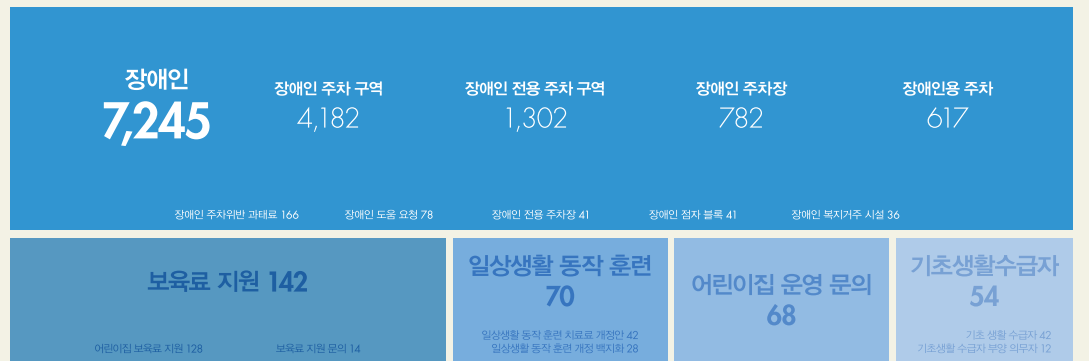 장애인
7,245
장애인 주차 구역
4,182
장애인 전용 주차 구역
1,302
장애인 주차장
782
장애인용 주차
617
장애인 주차위반 과태료 166
장애인 도움 요청 78
장애인 전용 주차장 41
장애인 점자 블록 41
장애인 복지거주 시설 36
보육료 지원 142
어린이집 보육료 지원 128
보육료 지원 문의 14
일상생활 동작 훈련
70
일상생활 동작 훈련 치료료 개정안 42
일상생활 동작 훈련 개정 백지화 28
어린이집 운영 문의
68
기초생활수급자
54
기초 생활 수급자 42
기초생활 수급자 부양 의무자 12